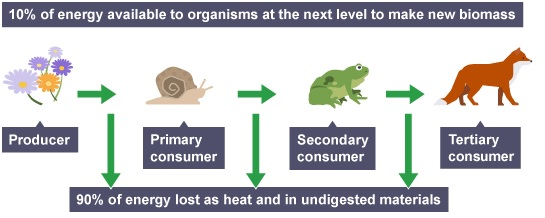 10% of energy available to organisms at the next level to make new biomass
Producer
Primary
consumer
Secondary
consumer
Tertiary
consumer
90% of energy lost as heat and in undigested materials